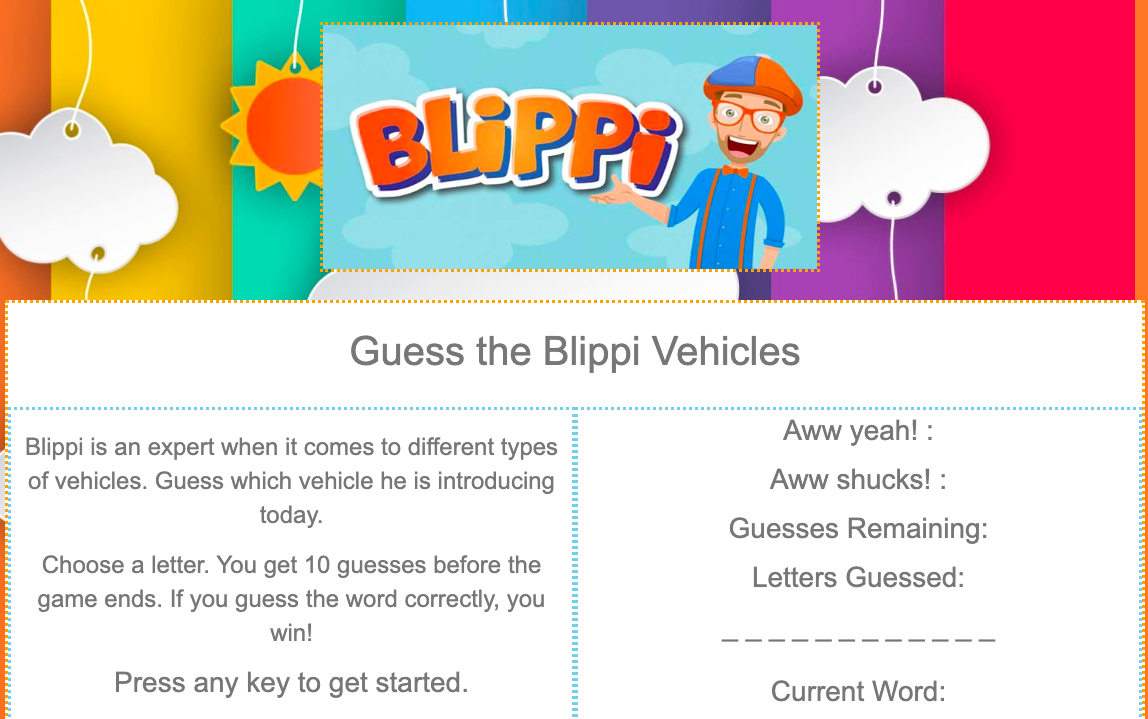 BLiPPi
Guess the Blippi Vehicles
Blippi is an expert when it comes to different types
of vehicles. Guess which vehicle he is introducing
today.
Choose a letter. You get 10 guesses before the
game ends. If you guess the word correctly, you
win!
Press any key to get started.
Aww yeah! :
Aww shucks! :
Guesses Remaining:
Letters Guessed:
_ _ _ _ _ _ _ _ _ _ _ _
Current Word: